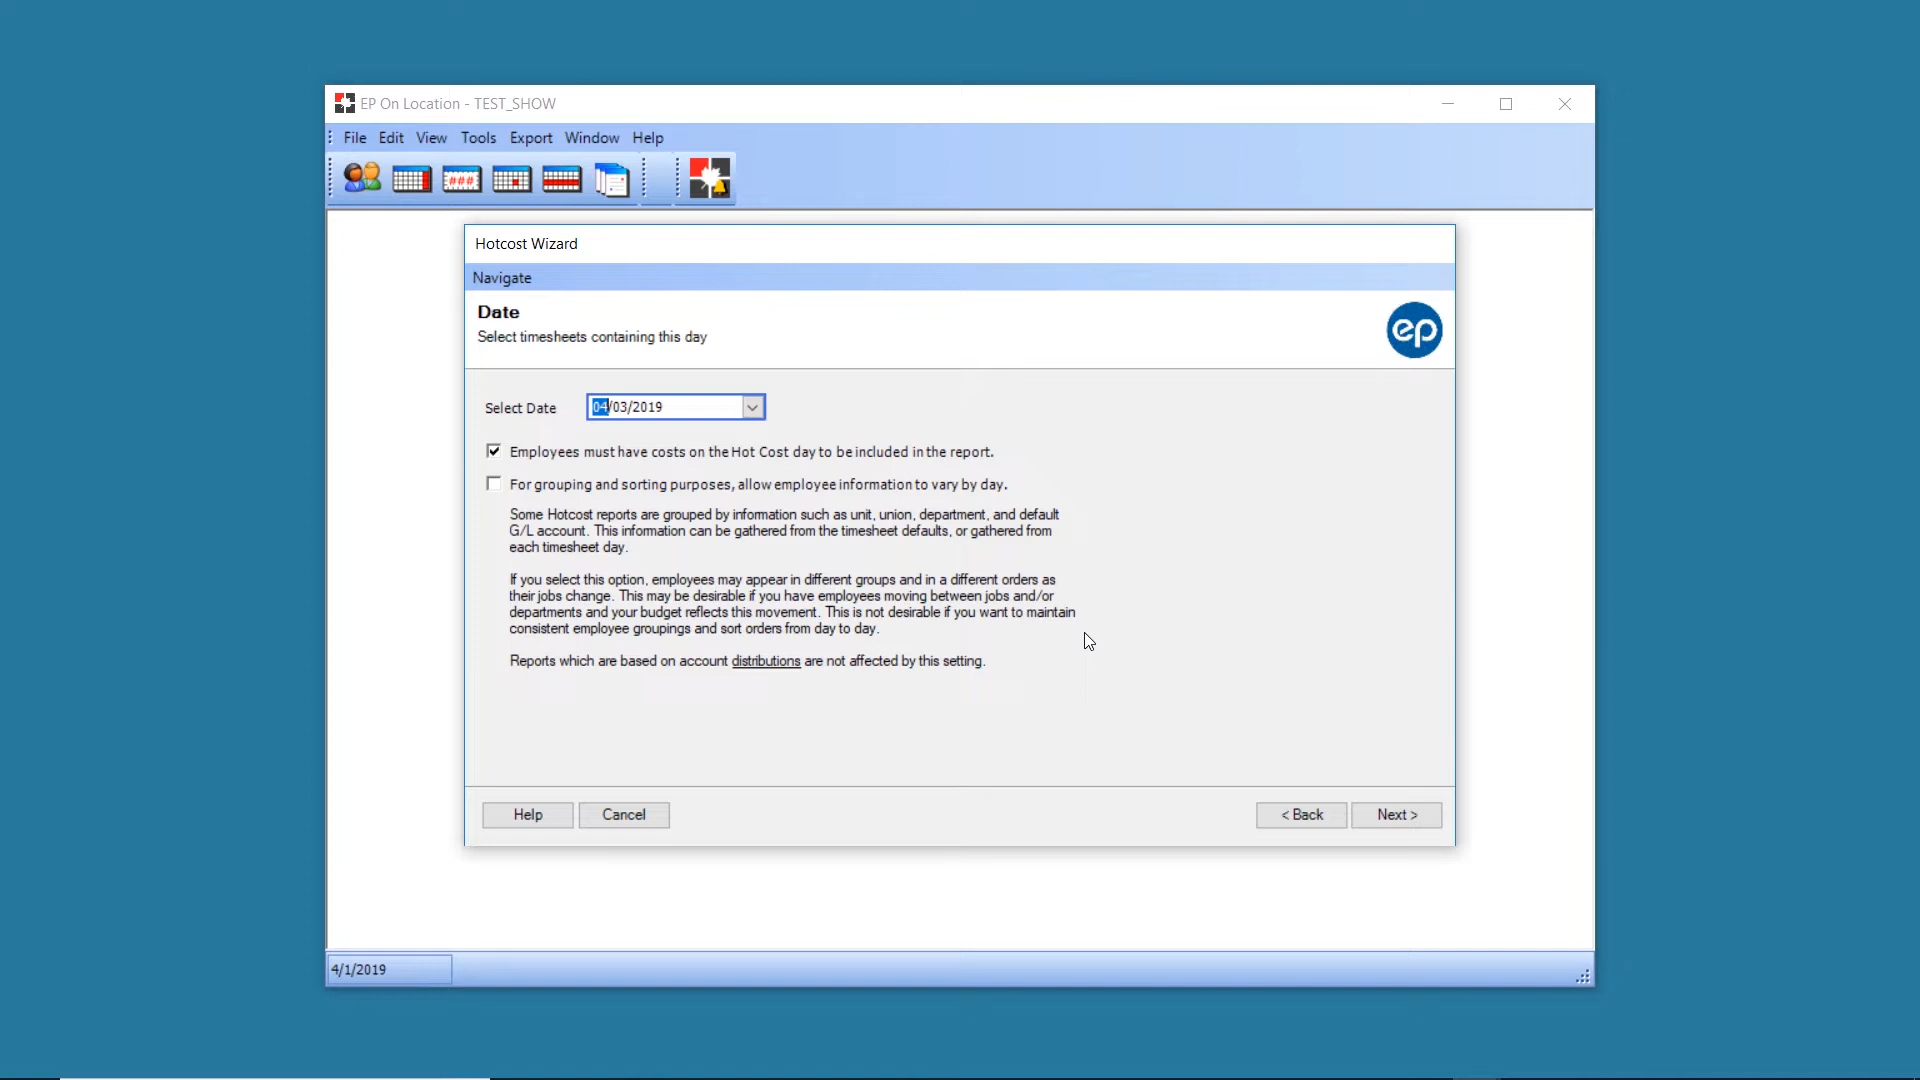 EP On Location - TEST_SHOW
File Edit View Tools Export Window Help
###
Hotcost Wizard
Navigate
Date
Select timesheets containing this day
ep
Select Date 04/03/2019
Employees must have costs on the Hot Cost day to be included in the report.
For grouping and sorting purposes, allow employee information to vary by day.
Some Hotcost reports are grouped by information such as unit, union, department, and default
G/L account. This information can be gathered from the timesheet defaults, or gathered from
each timesheet day.
If you select this option, employees may appear in different groups and in a different orders as
their jobs change. This may be desirable if you have employees moving between jobs and/or
departments and your budget reflects this movement. This is not desirable if you want to maintain
consistent employee groupings and sort orders from day to day.
Reports which are based on account distributions are not affected by this setting.
Help Cancel < Back Next >
4/1/2019